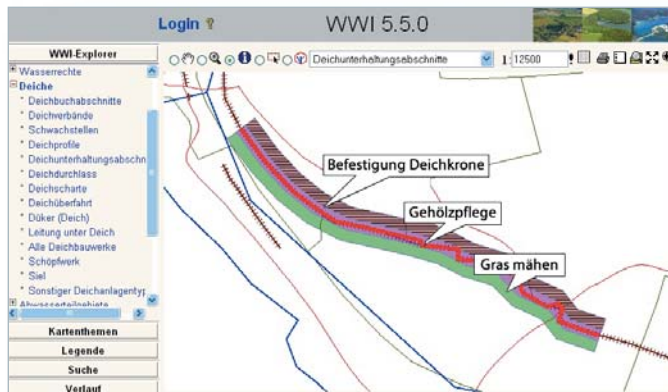 Login ?
WWI 5.5.0
WWI-Explorer
Deichunterhaltungsabschnitte
1: 12500
Wasserrechte
Deiche
Deichbuchabschnitte
Deichverbände
Schwachstellen
Deichprofile
Deichunterhaltungsabschn
Deichdurchlass
Deichscharte
Deichüberfahrt
Düker (Deich)
Leitung unter Deich
Alle Deichbauwerke
Schöpfwerk
Siel
Sonstiger Deichanlagentyp
Abwasserteilgebiete
Befestigung Deichkrone
Gehölzpflege
Gras mähen
Kartenthemen
Legende
Suche
Verlauf